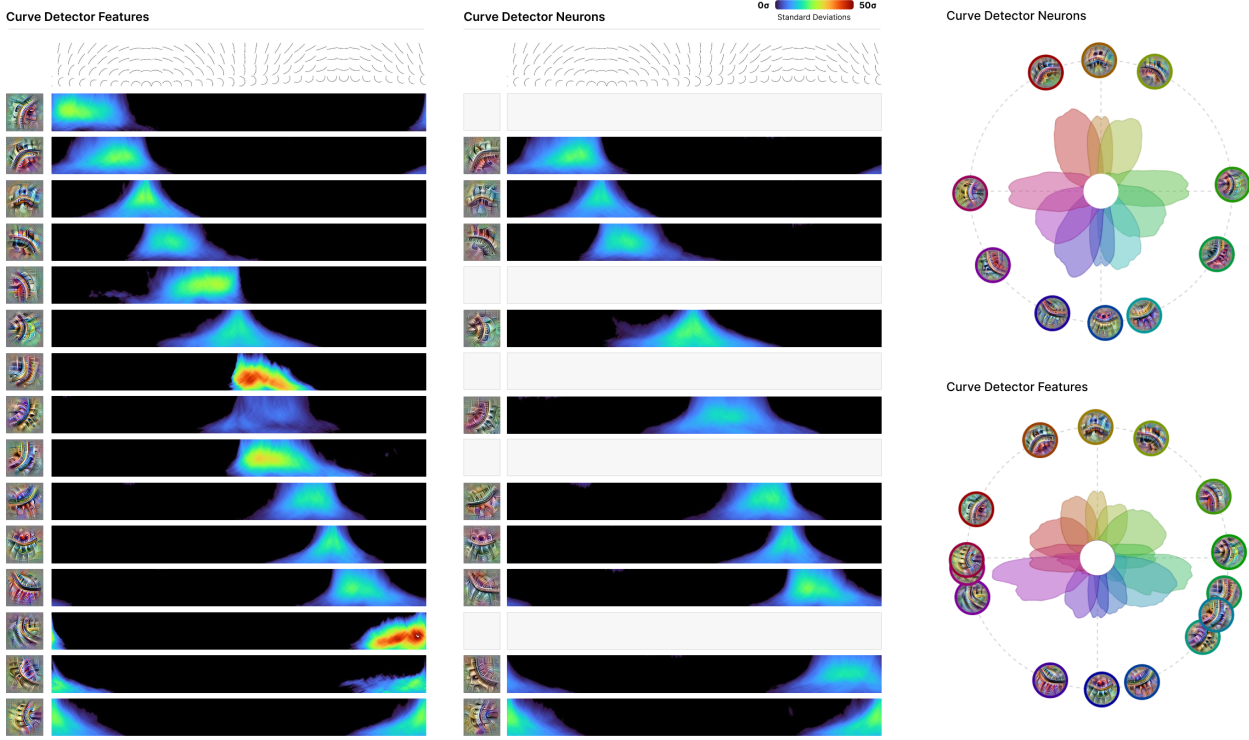 Curve Detector Features
Curve Detector Neurons
0σ
50σ
Standard Deviations
Curve Detector Neurons
Curve Detector Features